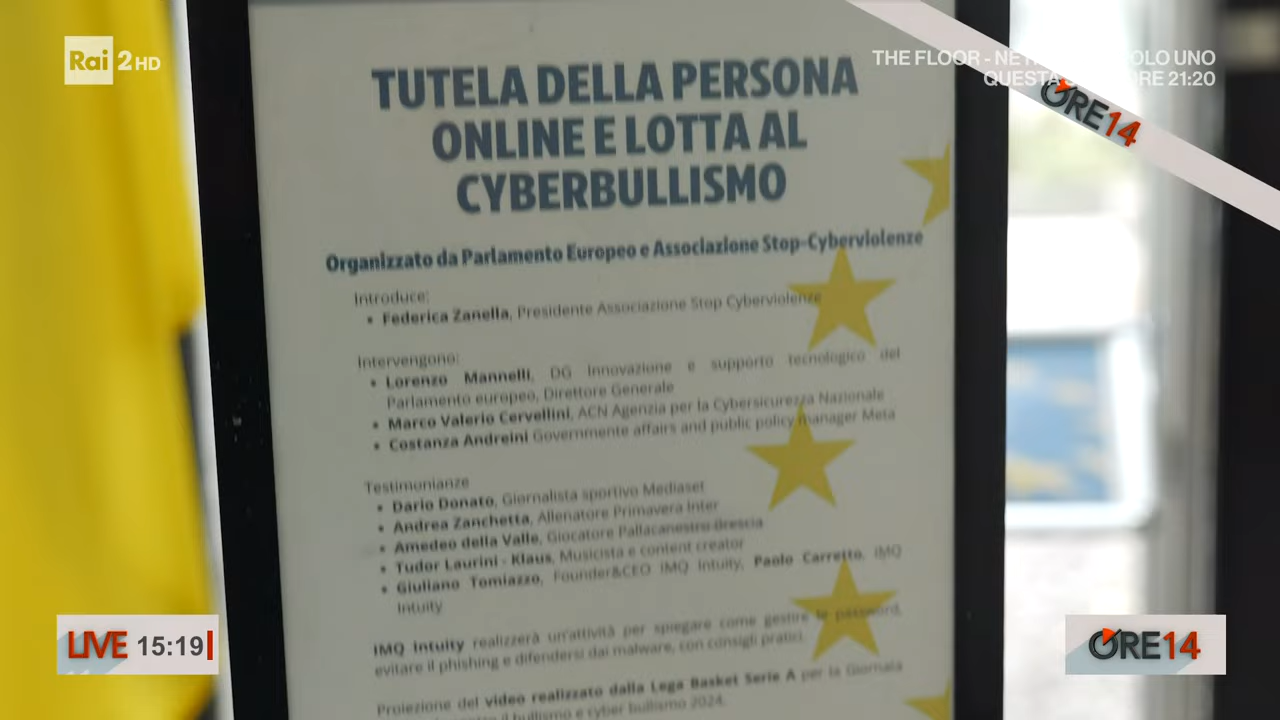 Rai 2 HD
THE FLOOR - NE R OLO UNO
QUESTA S ORE 21:20
ORE14
TUTELA DELLA PERSONA
ONLINE E LOTTA AL
CYBERBULLISMO
Organizzato da Parlamento Europeo e Associazione Stop-Cyberviolenze
Introduce:
• Federica Zanella, Presidente Associazione Stop Cyberviolenze
Intervengono:
• Lorenzo Mannelli, DG Innovazione e supporto tecnologico del
Parlamento europeo, Direttore Generale
• Marco Valerio Cervellini, ACN Agenzia per la Cybersicurezza Nazionale
• Costanza Andreini Governmente affairs and public policy manager Meta
Testimonianze
• Dario Donato, Giornalista sportivo Mediaset
• Andrea Zanchetta, Allenatore Primavera Inter
• Amedeo della Valle, Giocatore Pallacanestro Brescia
• Tudor Laurini - Klaus, Musicista e content creator
• Giuliano Tomiazzo, Founder&CEO IMQ Intuity, Paolo Carretto, IMQ
Intuity
IMQ Intuity realizzerà un'attività per spiegare come gestire le password,
evitare il phishing e difendersi dai malware, con consigli pratici.
Proiezione del video realizzato dalla Lega Basket Serie A per la Giornata
il bullismo e cyber bullismo 2024.
LIVE 15:19
ORE14